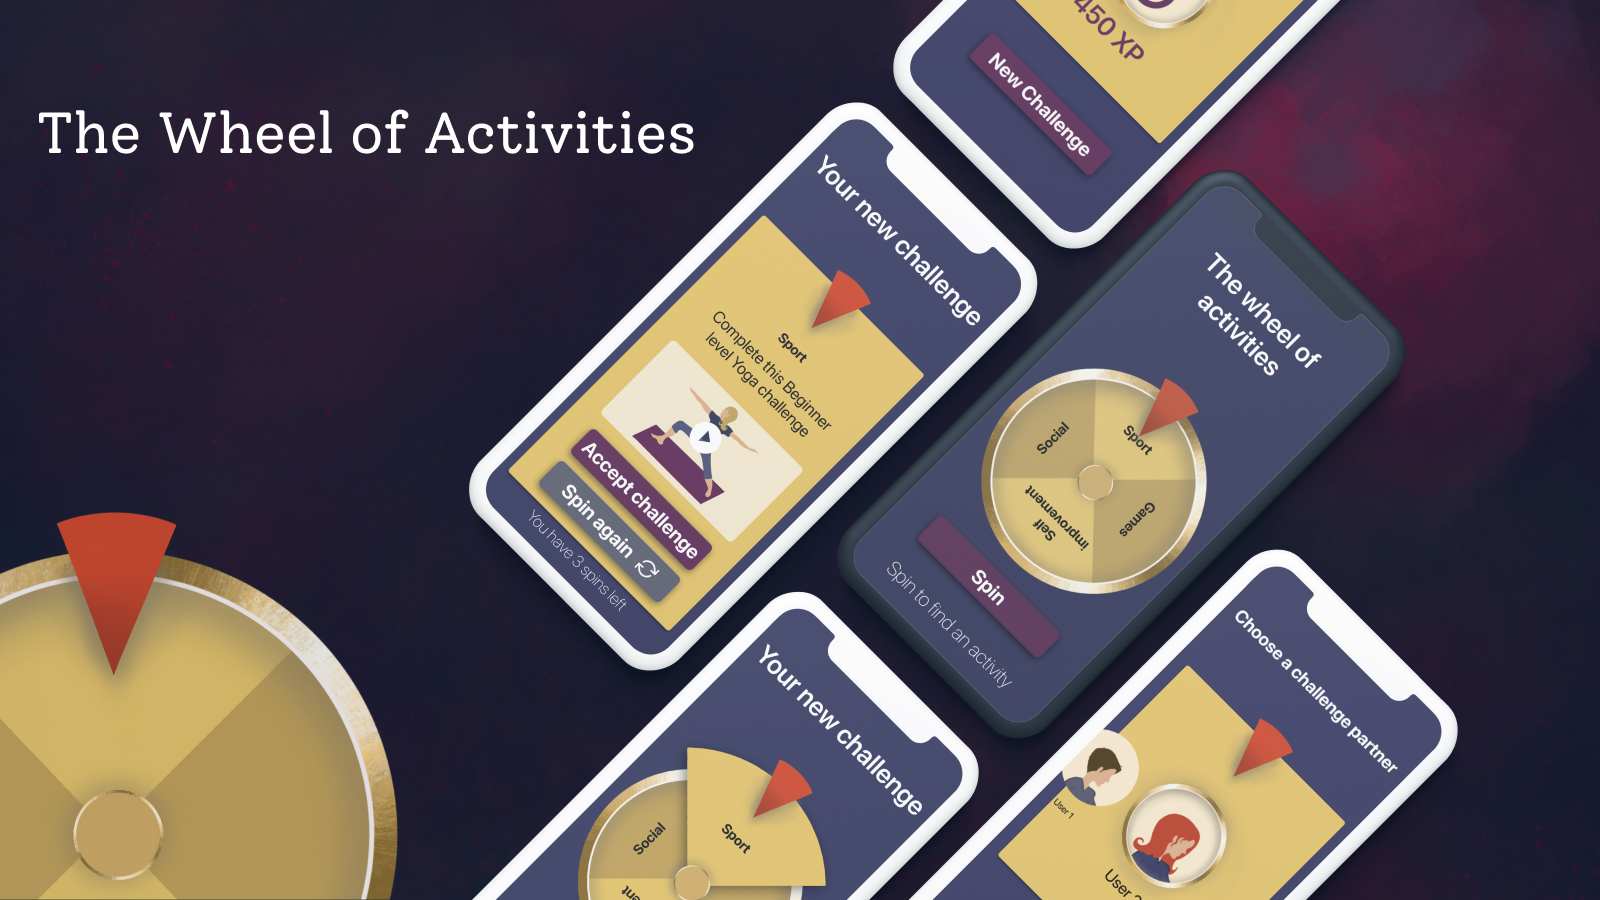 The Wheel of Activities
450 XP
New Challenge
Your new challenge
Sport
Complete this Beginner
level Yoga challenge
Accept challenge
Spin again
You have 3 spins left
The wheel of
activities
Social
Sport
Self
improvement
Games
Spin
Spin to find an activity
Your new challenge
Social
Sport
Choose a challenge partner
User 1
User